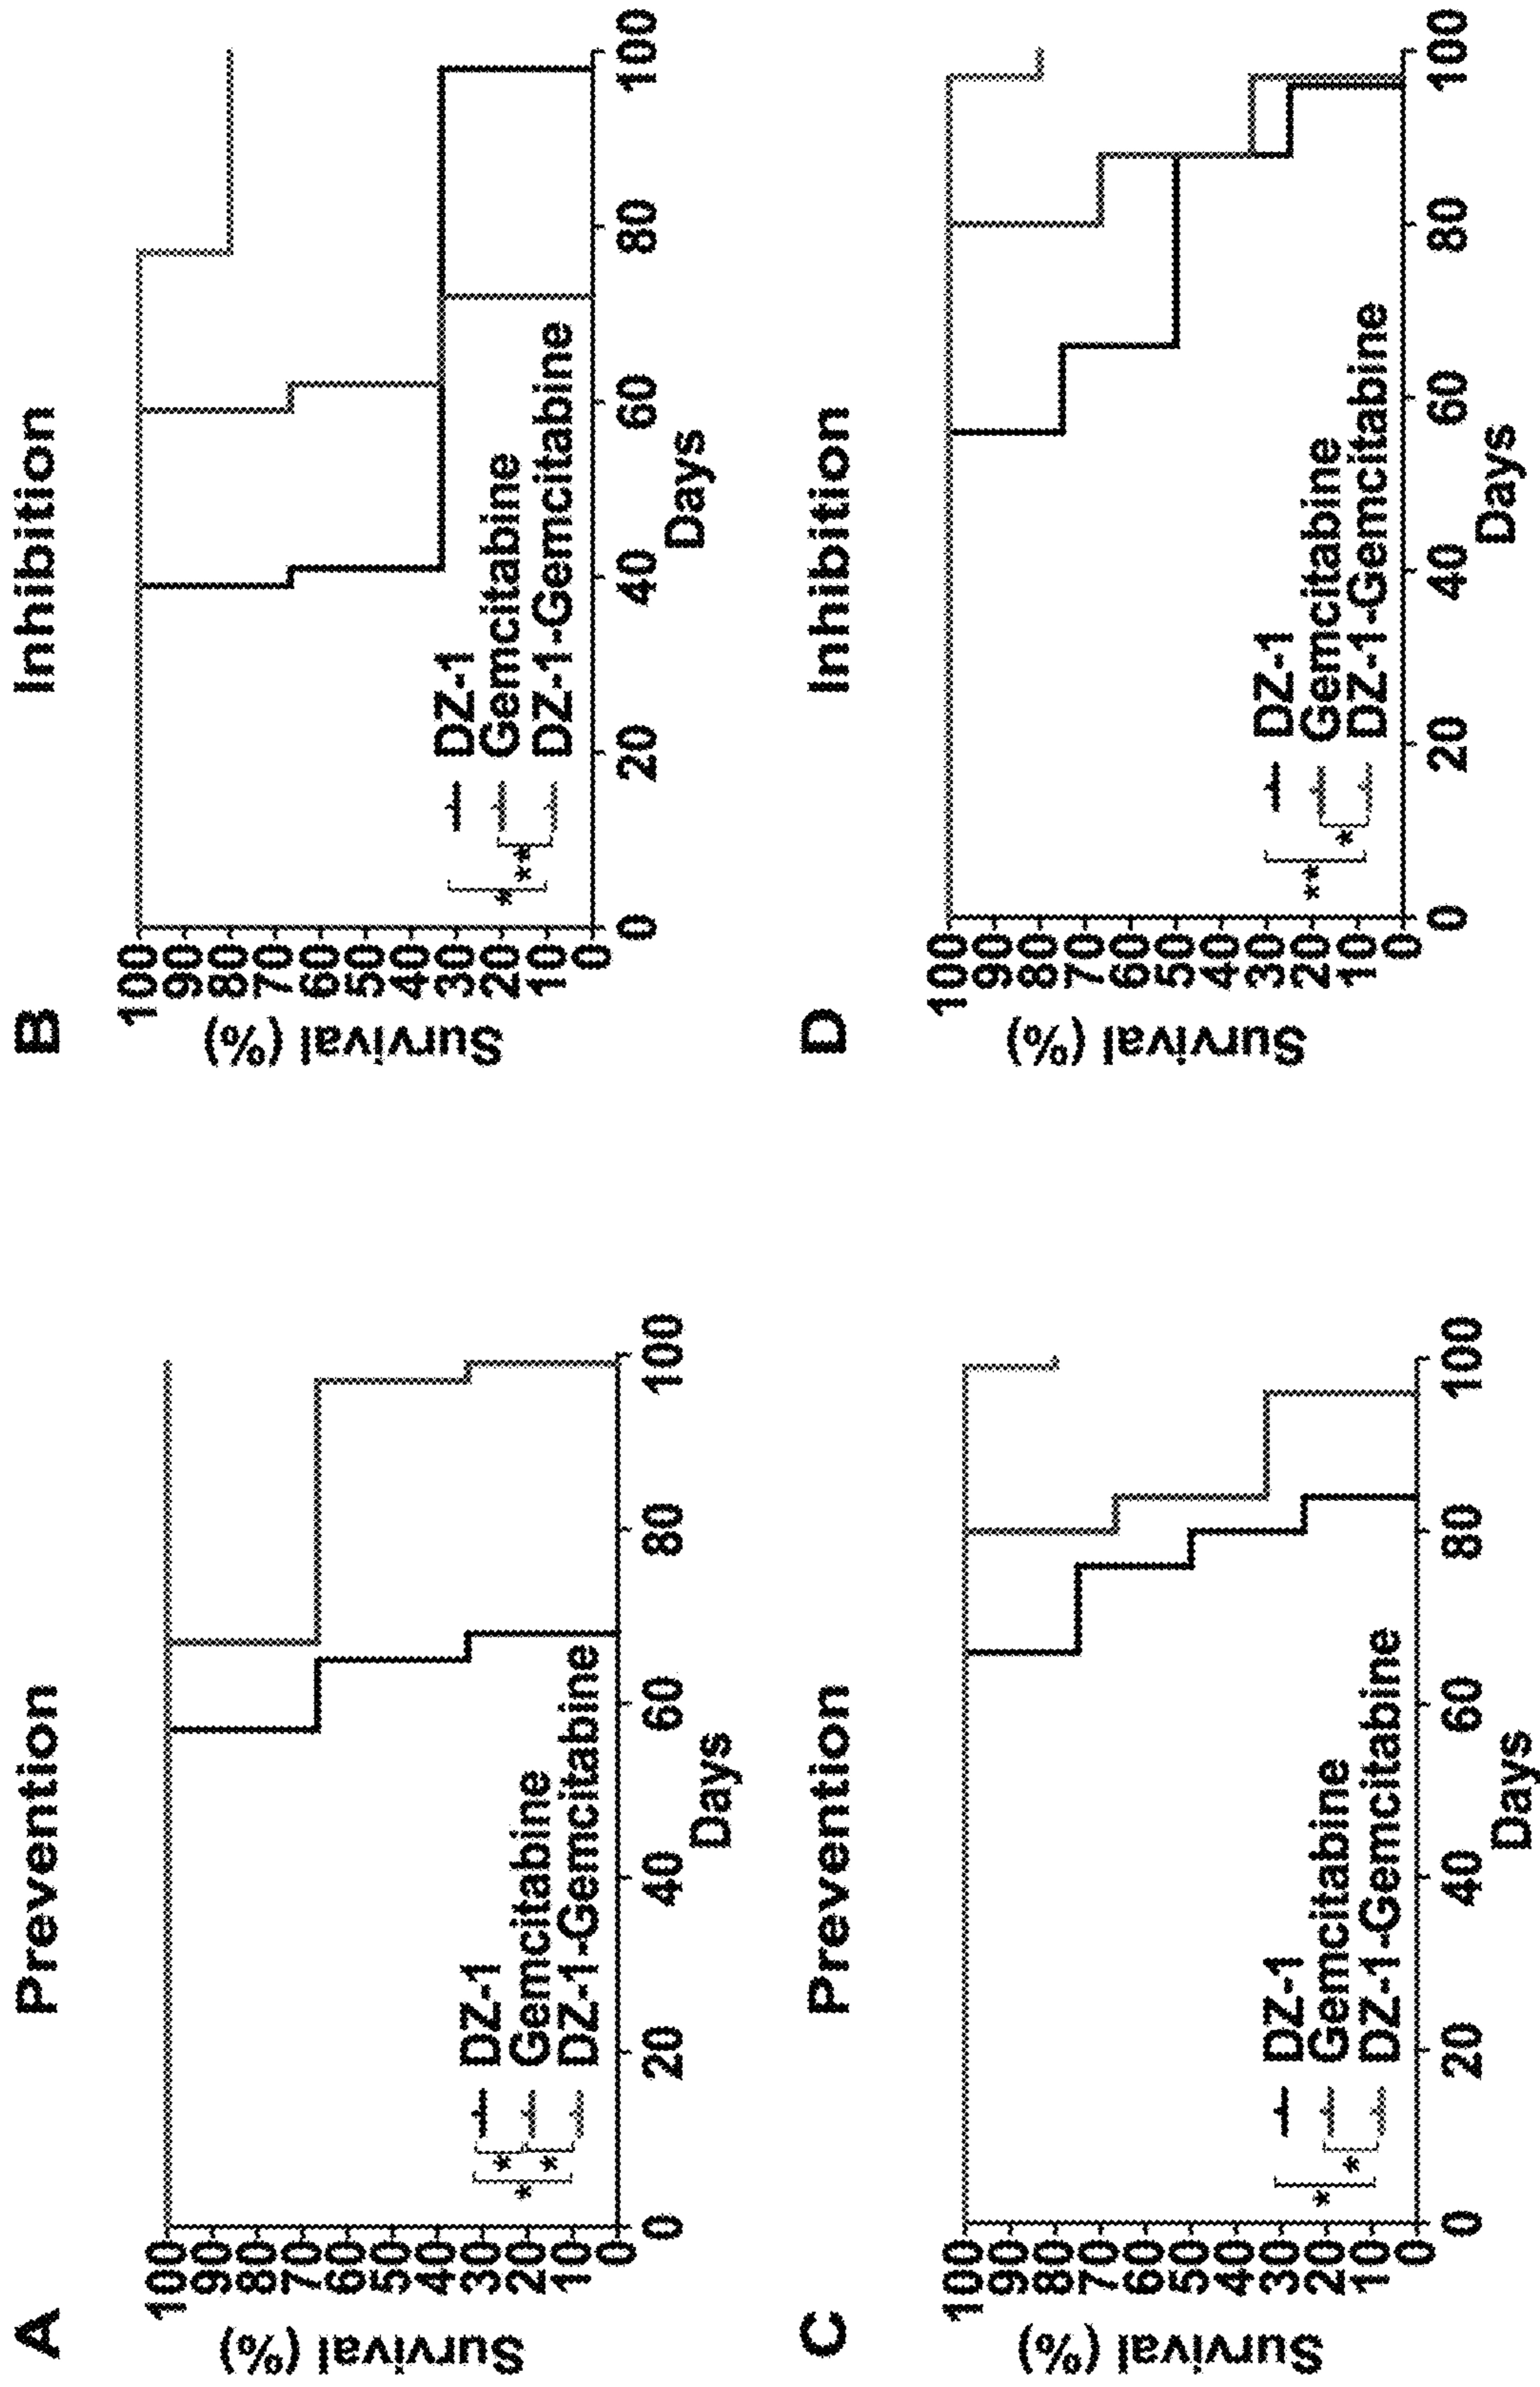 A
Prevention
Survival (%)
100
90
80
70
60
50
40
30
20
10
0
* DZ-1
* * Gemcitabine
DZ-1-Gemcitabine
0 20 40 60 80 100
Days
B
Inhibition
Survival (%)
100
90
80
70
60
50
40
30
20
10
0
DZ-1
* ** Gemcitabine
DZ-1-Gemcitabine
0 20 40 60 80 100
Days
C
Prevention
Survival (%)
100
90
80
70
60
50
40
30
20
10
0
DZ-1
* * Gemcitabine
DZ-1-Gemcitabine
0 20 40 60 80 100
Days
D
Inhibition
Survival (%)
100
90
80
70
60
50
40
30
20
10
0
DZ-1
** * Gemcitabine
DZ-1-Gemcitabine
0 20 40 60 80 100
Days